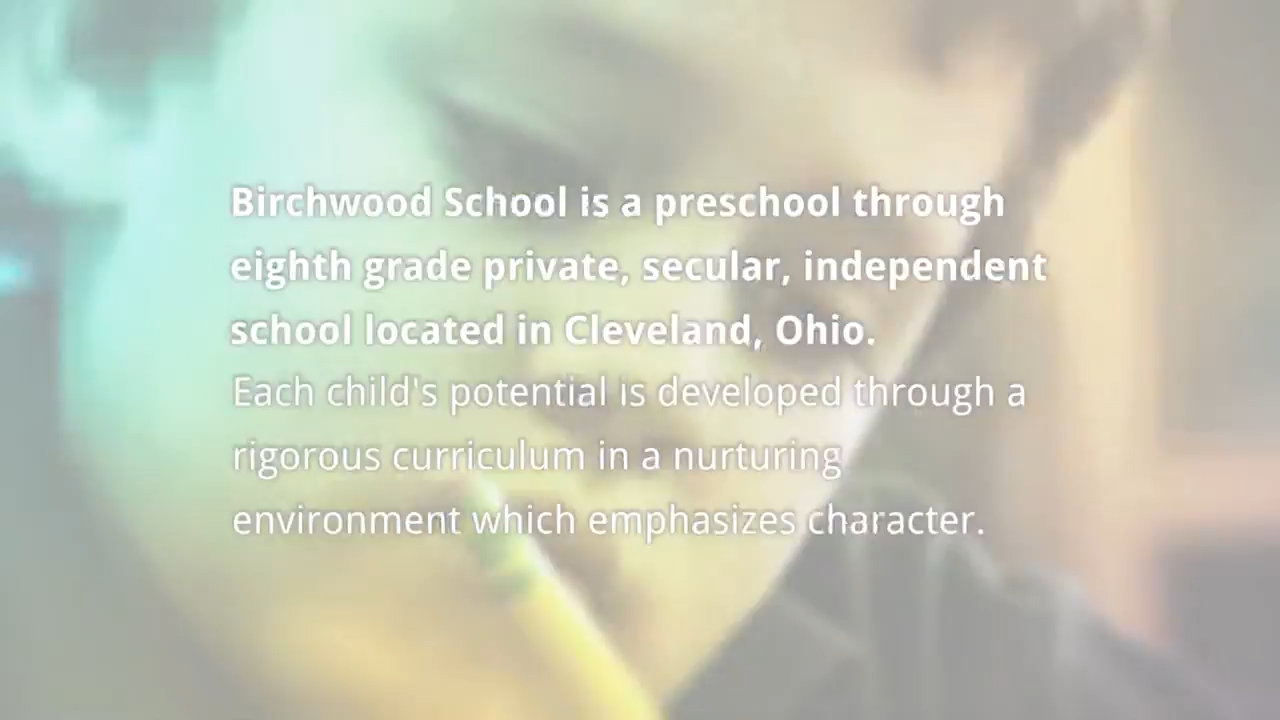 Birchwood School is a preschool through
eighth grade private, secular, independent
school located in Cleveland, Ohio.
Each child's potential is developed through a
rigorous curriculum in a nurturing
environment which emphasizes character.